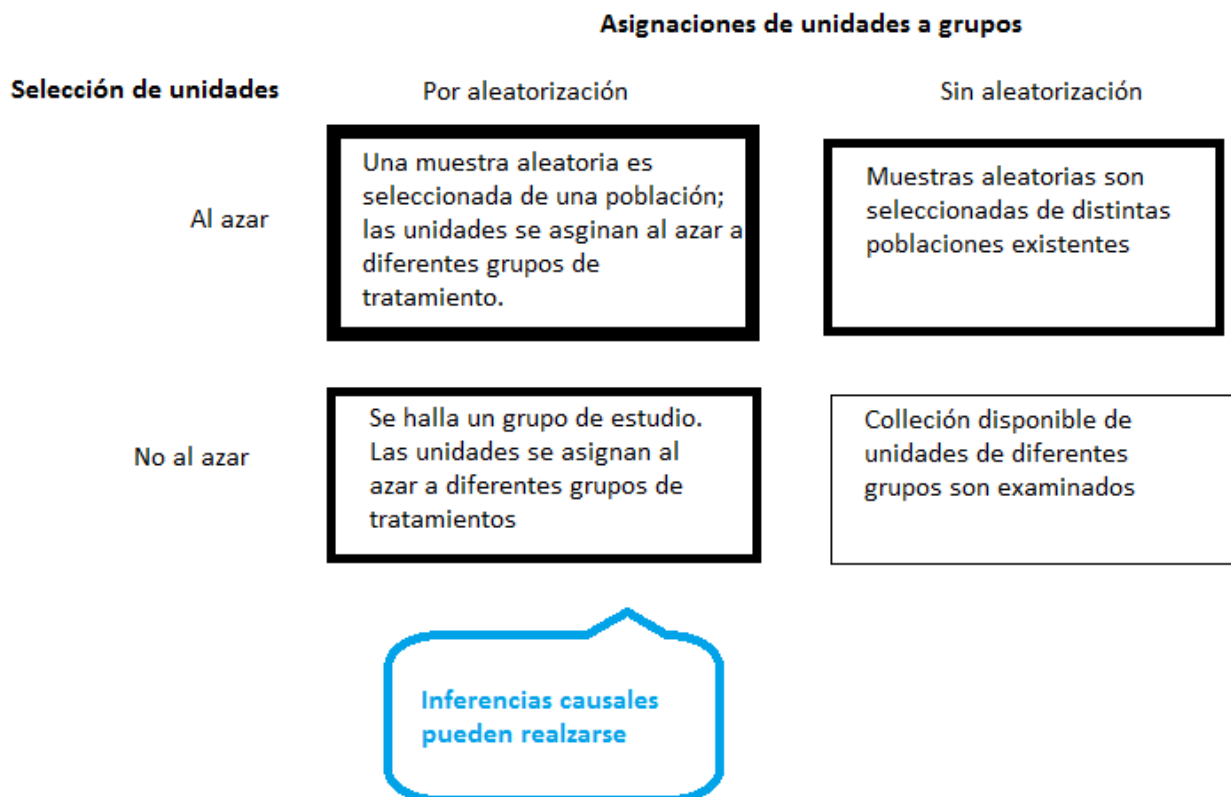 Asignaciones de unidades a grupos
Selección de unidades
Por aleatorización
Sin aleatorización
Al azar
Una muestra aleatoria es
seleccionada de una población;
las unidades se asginan al azar a
diferentes grupos de
tratamiento.
Muestras aleatorias son
seleccionadas de distintas
poblaciones existentes
No al azar
Se halla un grupo de estudio.
Las unidades se asignan al
azar a diferentes grupos de
tratamientos
Colleción disponible de
unidades de diferentes
grupos son examinados
Inferencias causales
pueden realzarse